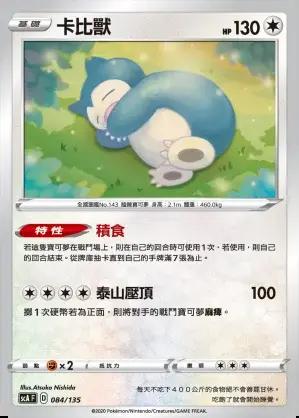 基礎 卡比獸 HP 130
全國圖鑑No.143 瞌睡寶可夢 身高：2.1m 體重：460.0kg
特性 積食
若這隻寶可夢在戰鬥場上，則在自己的回合時可使用1次。若使用，則自己
的回合結束。從牌庫抽卡直到自己的手牌滿7張為止。
泰山壓頂 100
擲1次硬幣若為正面，則將對手的戰鬥寶可夢麻痺。
弱點 ×2 抵抗力 撤退
Illus.Atsuko Nishida
scA F D 084/135
每天不吃下４００公斤的食物絕不會善罷甘休。
吃飽了就會開始睡覺。
©2020 Pokémon/Nintendo/Creatures/GAME FREAK.